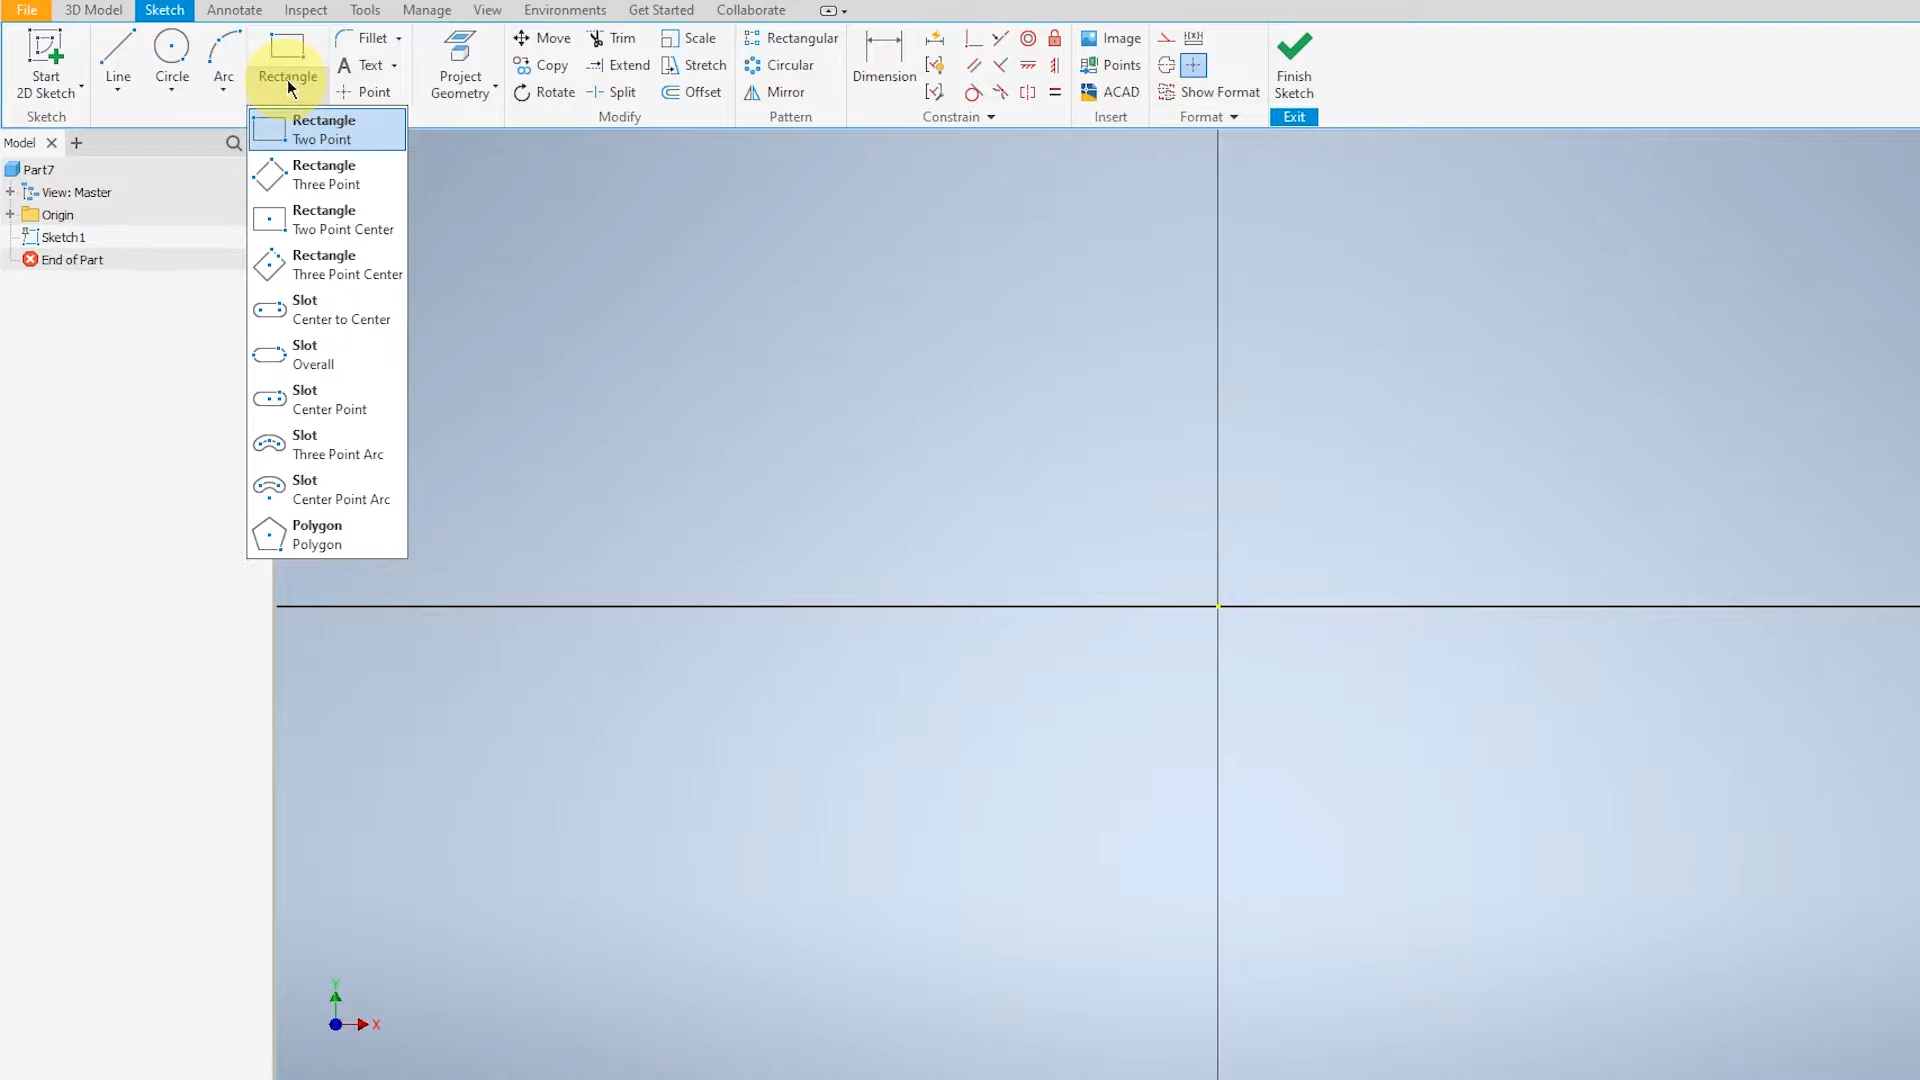 File 3D Model Sketch Annotate Inspect Tools Manage View Environments Get Started Collaborate
Start
2D Sketch
Line
Circle
Arc
Rectangle
Fillet
Text
Point
Sketch
Project
Geometry
Move
Copy
Rotate
Trim
Extend
Split
Scale
Stretch
Offset
Modify
Rectangular
Circular
Mirror
Pattern
Dimension
Constrain
Image
Points
ACAD
Insert
Show Format
Format
Finish
Sketch
Exit
Model
Part7
View: Master
Origin
Sketch1
End of Part
Rectangle
Two Point
Rectangle
Three Point
Rectangle
Two Point Center
Rectangle
Three Point Center
Slot
Center to Center
Slot
Overall
Slot
Center Point
Slot
Three Point Arc
Slot
Center Point Arc
Polygon
Polygon
Y
X